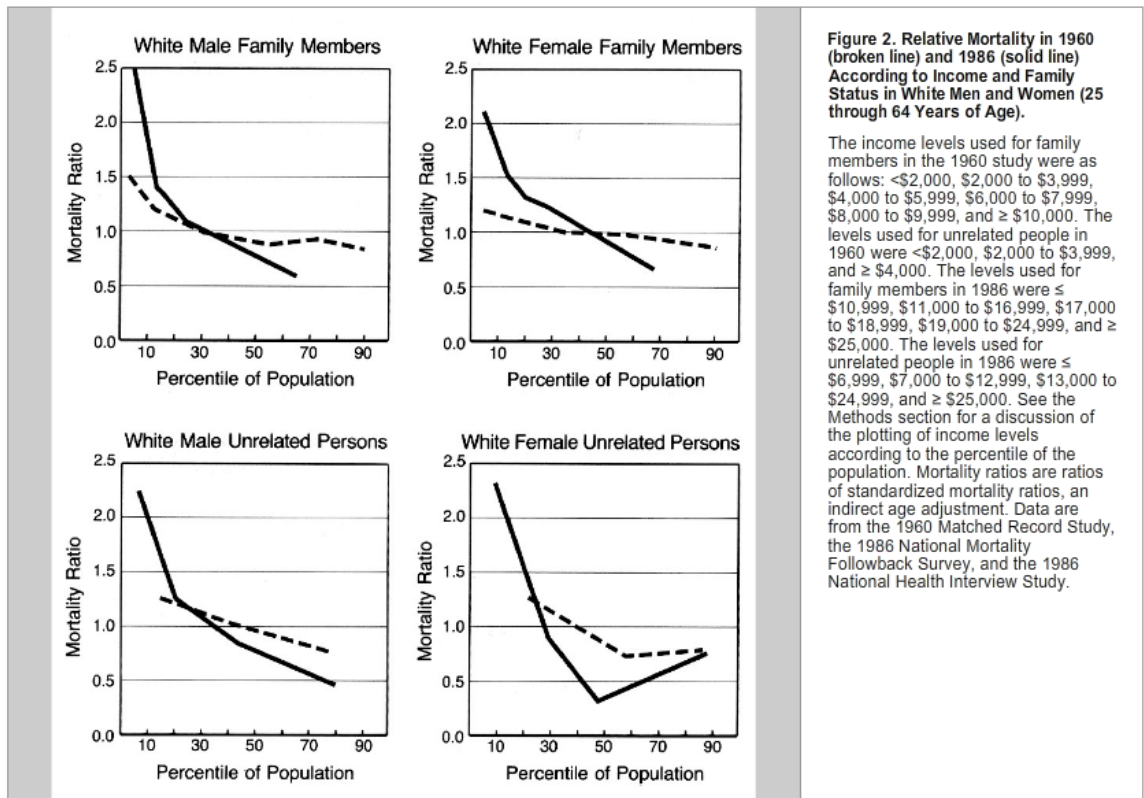 White Male Family Members
2.5
2.0
1.5
1.0
0.5
0.0
Mortality Ratio
10 30 50 70 90
Percentile of Population
White Female Family Members
2.5
2.0
1.5
1.0
0.5
0.0
Mortality Ratio
10 30 50 70 90
Percentile of Population
White Male Unrelated Persons
2.5
2.0
1.5
1.0
0.5
0.0
Mortality Ratio
10 30 50 70 90
Percentile of Population
White Female Unrelated Persons
2.5
2.0
1.5
1.0
0.5
0.0
Mortality Ratio
10 30 50 70 90
Percentile of Population
Figure 2. Relative Mortality in 1960
(broken line) and 1986 (solid line)
According to Income and Family
Status in White Men and Women (25
through 64 Years of Age).
The income levels used for family
members in the 1960 study were as
follows: <$2,000, $2,000 to $3,999,
$4,000 to $5,999, $6,000 to $7,999,
$8,000 to $9,999, and ≥ $10,000. The
levels used for unrelated people in
1960 were <$2,000, $2,000 to $3,999,
and ≥ $4,000. The levels used for
family members in 1986 were ≤
$10,999, $11,000 to $16,999, $17,000
to $18,999, $19,000 to $24,999, and ≥
$25,000. The levels used for
unrelated people in 1986 were ≤
$6,999, $7,000 to $12,999, $13,000 to
$24,999, and ≥ $25,000. See the
Methods section for a discussion of
the plotting of income levels
according to the percentile of the
population. Mortality ratios are ratios
of standardized mortality ratios, an
indirect age adjustment. Data are
from the 1960 Matched Record Study,
the 1986 National Mortality
Followback Survey, and the 1986
National Health Interview Study.